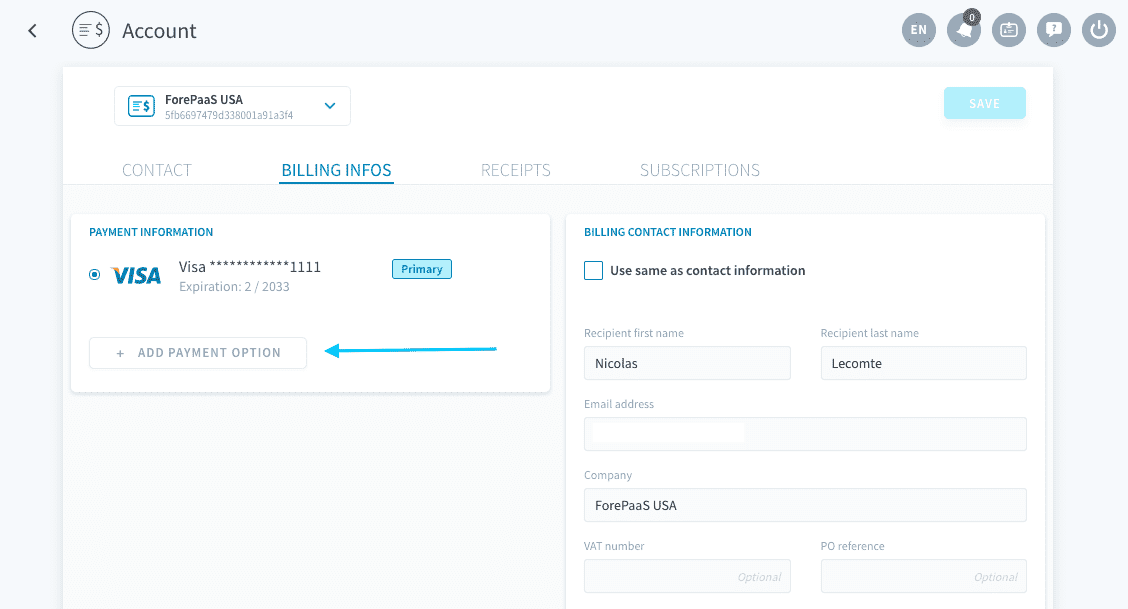 Account
EN
0
ForePaaS USA
5fb6697479d338001a91a3f4
SAVE
CONTACT
BILLING INFOS
RECEIPTS
SUBSCRIPTIONS
PAYMENT INFORMATION
VISA
Visa ************1111
Primary
Expiration: 2 / 2033
+ ADD PAYMENT OPTION
BILLING CONTACT INFORMATION
Use same as contact information
Recipient first name
Recipient last name
Nicolas
Lecomte
Email address
Company
ForePaaS USA
VAT number
PO reference
Optional
Optional